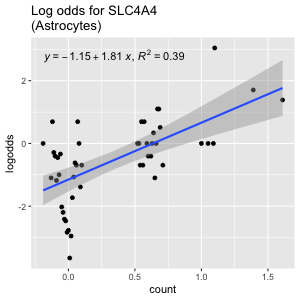 Log odds for SLC4A4
(Astrocytes)
y = −1.15 + 1.81 x, R² = 0.39
logodds
2
0
-2
0.0 0.5 1.0 1.5
count